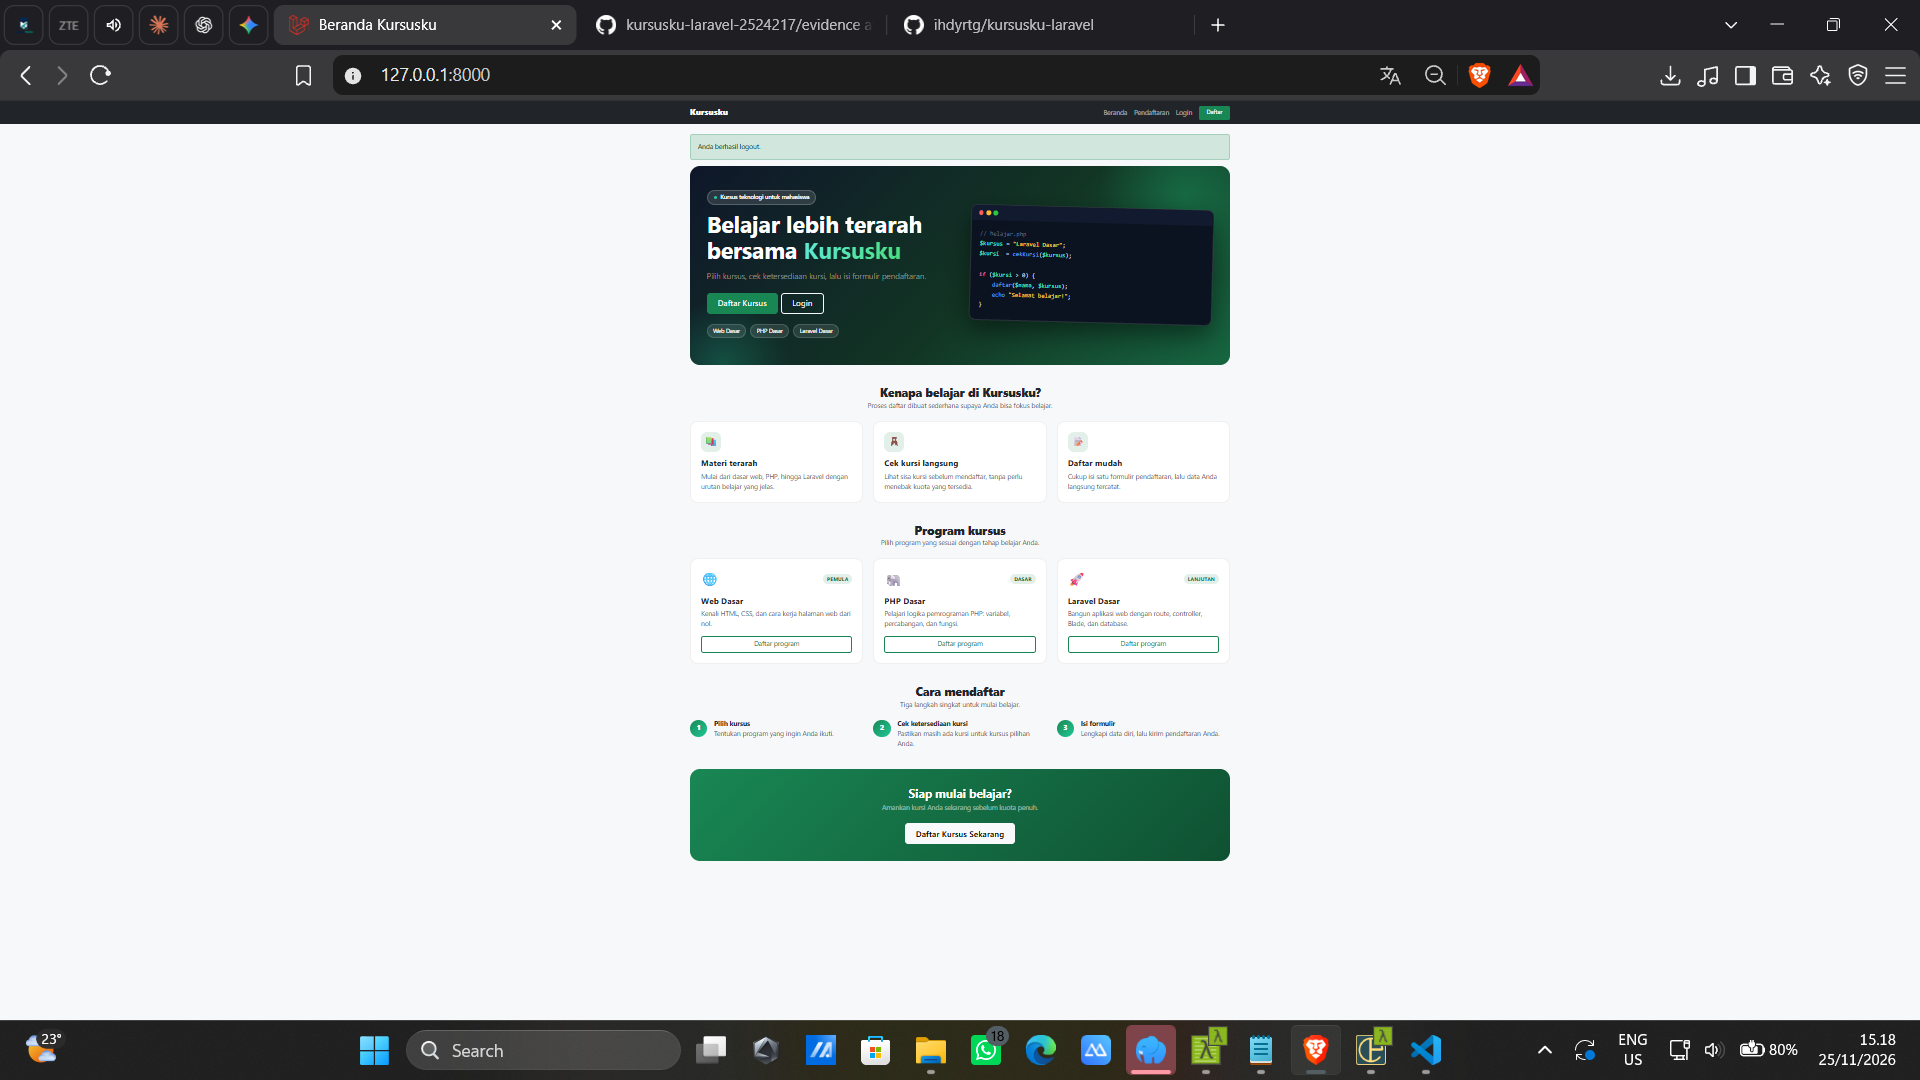 ZTE
Beranda Kursusku
kursusku-laravel-2524217/evidence a
ihdyrtg/kursusku-laravel
127.0.0.1:8000
Kursusku
Beranda Pendaftaran Login Daftar
Anda berhasil logout.
Kursus teknologi untuk mahasiswa
Belajar lebih terarah
bersama Kursusku
Pilih kursus, cek ketersediaan kursi, lalu isi formulir pendaftaran.
Daftar Kursus Login
Web Dasar PHP Dasar Laravel Dasar
// belajar.php
$kursus = "Laravel Dasar";
$kursi = cekKursi($kursus);
if ($kursi > 0) {
daftar($nama, $kursus);
echo "Selamat belajar!";
}
Kenapa belajar di Kursusku?
Proses daftar dibuat sederhana supaya Anda bisa fokus belajar.
Materi terarah
Mulai dari dasar web, PHP, hingga Laravel dengan
urutan belajar yang jelas.
Cek kursi langsung
Lihat sisa kursi sebelum mendaftar, tanpa perlu
menebak kuota yang tersedia.
Daftar mudah
Cukup isi satu formulir pendaftaran, lalu data Anda
langsung tercatat.
Program kursus
Pilih program yang sesuai dengan tahap belajar Anda.
PEMULA
Web Dasar
Kenali HTML, CSS, dan cara kerja halaman web dari
nol.
Daftar program
DASAR
PHP Dasar
Pelajari logika pemrograman PHP: variabel,
percabangan, dan fungsi.
Daftar program
LANJUTAN
Laravel Dasar
Bangun aplikasi web dengan route, controller,
Blade, dan database.
Daftar program
Cara mendaftar
Tiga langkah singkat untuk mulai belajar.
1
Pilih kursus
Tentukan program yang ingin Anda ikuti.
2
Cek ketersediaan kursi
Pastikan masih ada kursi untuk kursus pilihan
Anda.
3
Isi formulir
Lengkapi data diri, lalu kirim pendaftaran Anda.
Siap mulai belajar?
Amankan kursi Anda sekarang sebelum kuota penuh.
Daftar Kursus Sekarang
23°
Search
18
ENG
US
80%
15.18
25/11/2026